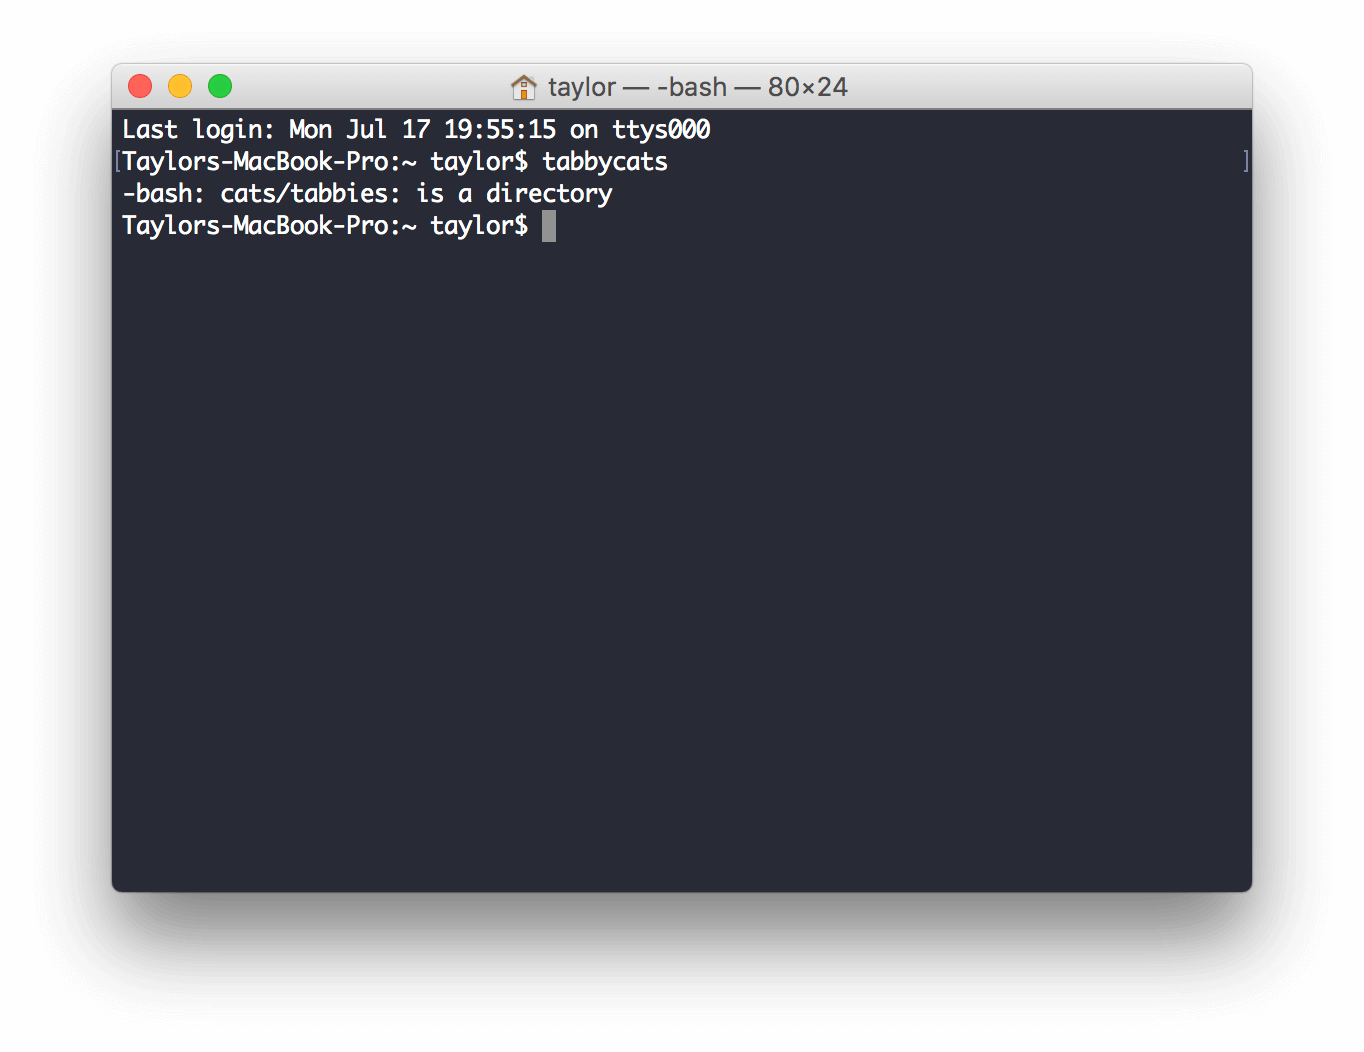 taylor — -bash — 80×24
Last login: Mon Jul 17 19:55:15 on ttys000
[Taylors-MacBook-Pro:~ taylor$ tabbycats ]
-bash: cats/tabbies: is a directory
Taylors-MacBook-Pro:~ taylor$